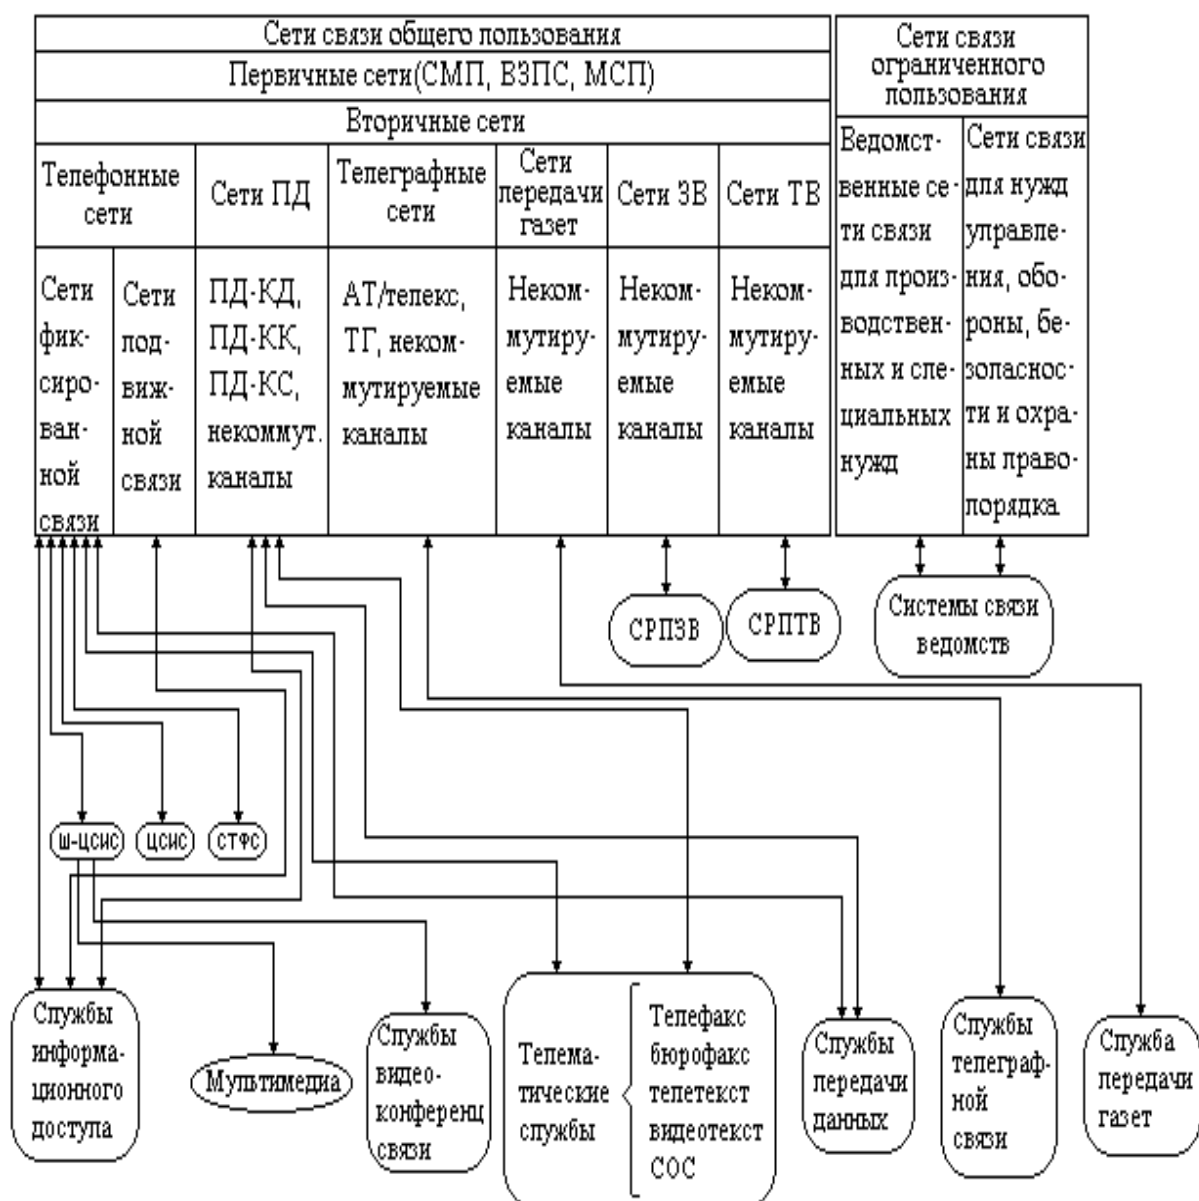 Сети связи общего пользования
Первичные сети(СМП, ВЗПС, МСП)
Вторичные сети
Телефонные
сети
Сети ПД
Телеграфные
сети
Сети
передачи
газет
Сети ЗВ
Сети ТВ
Сети
фик-
сиро-
ван-
ной
связи
Сети
под-
виж-
ной
связи
ПД-КД,
ПД-КК,
ПД-КС,
некоммут.
каналы
АТ/телекс,
ТГ, неком-
мутируемые
каналы
Неком-
мутиру-
емые
каналы
Неком-
мутиру-
емые
каналы
Неком-
мутиру-
емые
каналы
Сети связи
ограниченного
пользования
Ведомст-
венные се-
ти связи
для произ-
водствен-
ных и спе-
циальных
нужд
Сети связи
для нужд
управле-
ния, обо-
роны, бе-
зопаснос-
ти и охра-
ны право-
порядка
СРПЗВ
СРПТВ
Системы связи
ведомств
Ш-ЦСИС
ЦСИС
СТФС
Службы
информа-
ционного
доступа
Мультимедиа
Службы
видео-
конференц
связи
Телема-
тические
службы
Телефакс
бюрофакс
телетекст
видеотекст
СОС
Службы
передачи
данных
Службы
телеграф-
ной
связи
Служба
передачи
газет